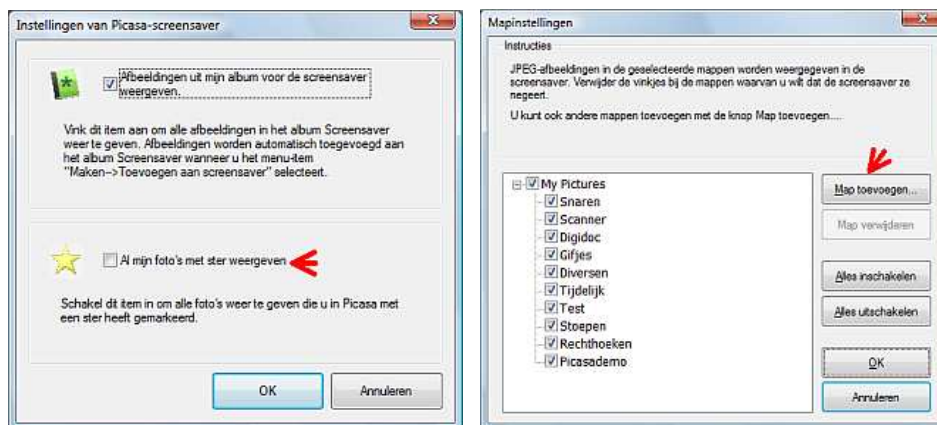 Instellingen van Picasa-screensaver
Afbeeldingen uit mijn album voor de screensaver
weergeven.
Vink dit item aan om alle afbeeldingen in het album Screensaver
weer te geven. Afbeeldingen worden automatisch toegevoegd aan
het album Screensaver wanneer u het menu-item
"Maken->Toevoegen aan screensaver" selecteert.
Al mijn foto's met ster weergeven
Schakel dit item in om alle foto's weer te geven die u in Picasa met
een ster heeft gemarkeerd.
OK
Annuleren
Mapinstellingen
Instructies
JPEG-afbeeldingen in de geselecteerde mappen worden weergegeven in de
screensaver. Verwijder de vinkjes bij de mappen waarvan u wilt dat de screensaver ze
negeert.
U kunt ook andere mappen toevoegen met de knop Map toevoegen....
My Pictures
Snaren
Scanner
Digidoc
Gifjes
Diversen
Tijdelijk
Test
Stoepen
Rechthoeken
Picasademo
Map toevoegen...
Map verwijderen
Alles inschakelen
Alles uitschakelen
OK
Annuleren